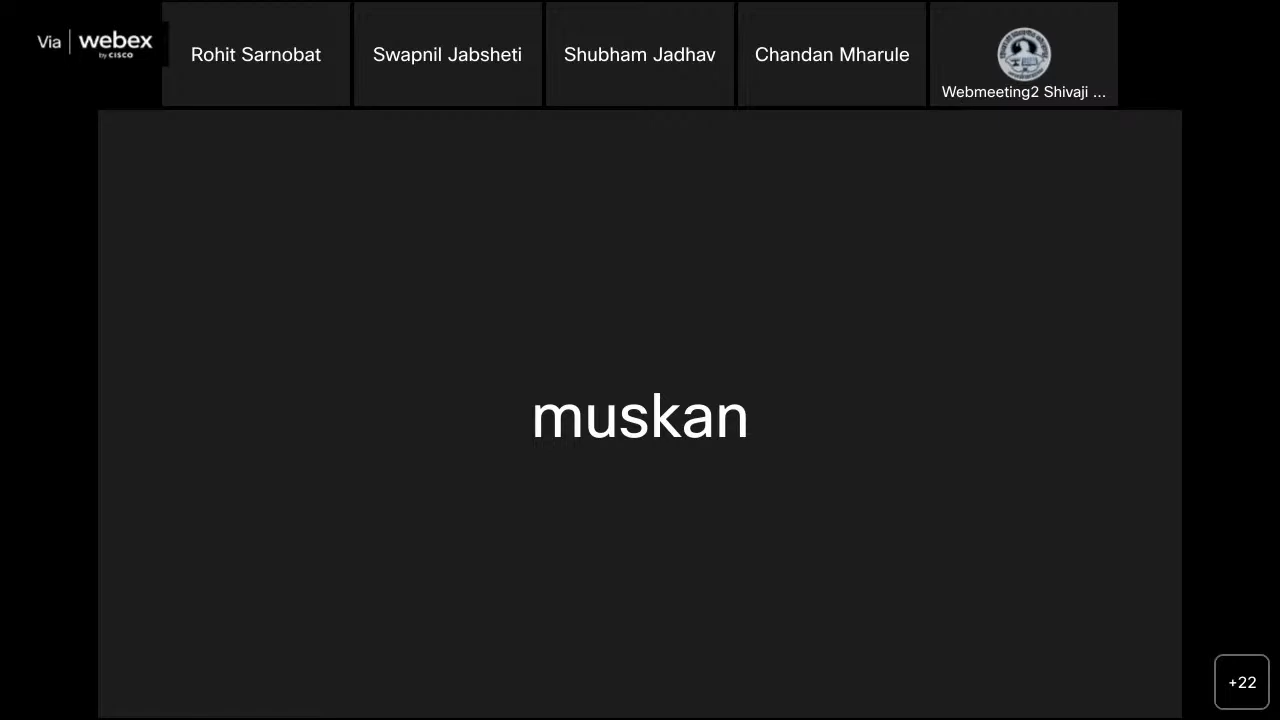 Via webex
by CISCO
Rohit Sarnobat
Swapnil Jabsheti
Shubham Jadhav
Chandan Mharule
Webmeeting2 Shivaji ...
muskan
+22